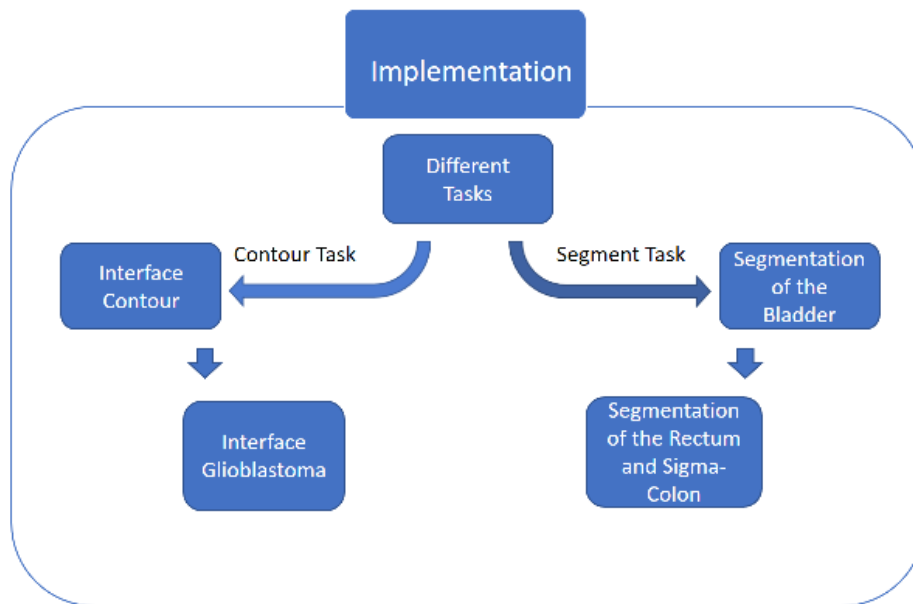 Implementation
Different
Tasks
Contour Task
Segment Task
Interface
Contour
Segmentation
of the
Bladder
Interface
Glioblastoma
Segmentation
of the Rectum
and Sigma-
Colon